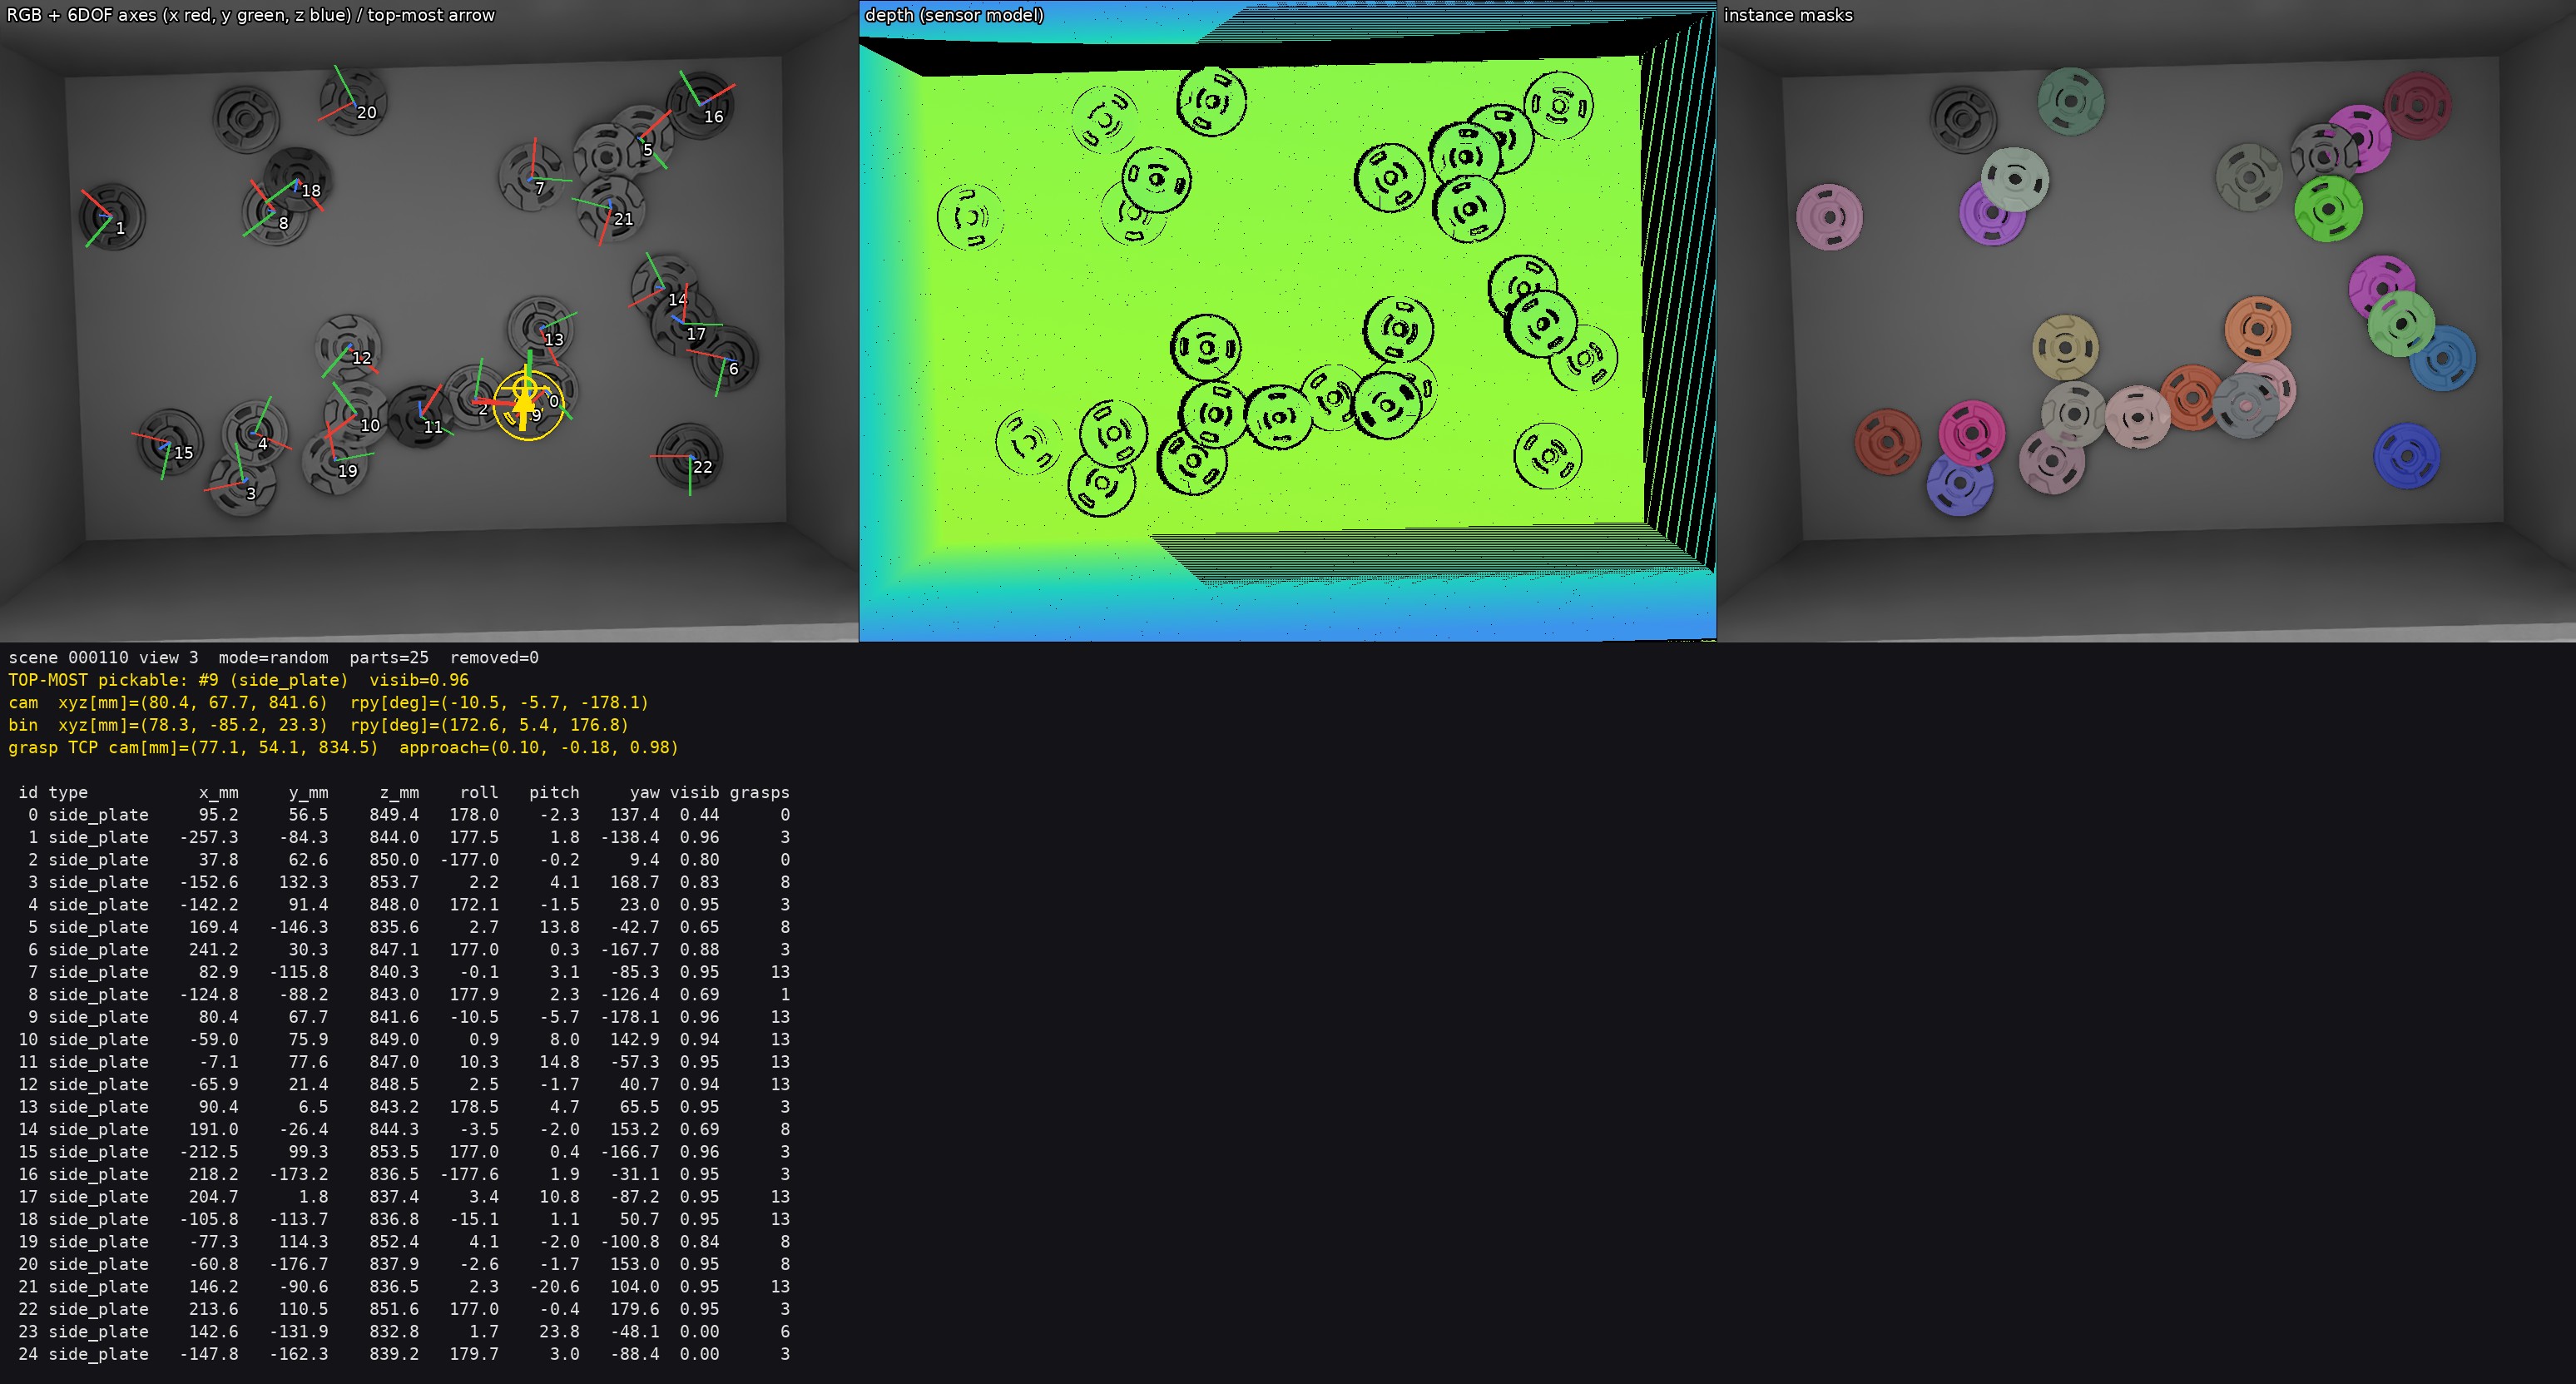 RGB + 6DOF axes (x red, y green, z blue) / top-most arrow
depth (sensor model)
instance masks
20
16
5
18
7
8
21
1
14
17
13
12
6
2
0
9
10
11
4
15
19
22
3
scene 000110 view 3  mode=random  parts=25  removed=0
TOP-MOST pickable: #9 (side_plate)  visib=0.96
cam  xyz[mm]=(80.4, 67.7, 841.6)  rpy[deg]=(-10.5, -5.7, -178.1)
bin  xyz[mm]=(78.3, -85.2, 23.3)  rpy[deg]=(172.6, 5.4, 176.8)
grasp TCP cam[mm]=(77.1, 54.1, 834.5)  approach=(0.10, -0.18, 0.98)
id type x_mm y_mm z_mm roll pitch yaw visib grasps
0 side_plate 95.2 56.5 849.4 178.0 -2.3 137.4 0.44 0
1 side_plate -257.3 -84.3 844.0 177.5 1.8 -138.4 0.96 3
2 side_plate 37.8 62.6 850.0 -177.0 -0.2 9.4 0.80 0
3 side_plate -152.6 132.3 853.7 2.2 4.1 168.7 0.83 8
4 side_plate -142.2 91.4 848.0 172.1 -1.5 23.0 0.95 3
5 side_plate 169.4 -146.3 835.6 2.7 13.8 -42.7 0.65 8
6 side_plate 241.2 30.3 847.1 177.0 0.3 -167.7 0.88 3
7 side_plate 82.9 -115.8 840.3 -0.1 3.1 -85.3 0.95 13
8 side_plate -124.8 -88.2 843.0 177.9 2.3 -126.4 0.69 1
9 side_plate 80.4 67.7 841.6 -10.5 -5.7 -178.1 0.96 13
10 side_plate -59.0 75.9 849.0 0.9 8.0 142.9 0.94 13
11 side_plate -7.1 77.6 847.0 10.3 14.8 -57.3 0.95 13
12 side_plate -65.9 21.4 848.5 2.5 -1.7 40.7 0.94 13
13 side_plate 90.4 6.5 843.2 178.5 4.7 65.5 0.95 3
14 side_plate 191.0 -26.4 844.3 -3.5 -2.0 153.2 0.69 8
15 side_plate -212.5 99.3 853.5 177.0 0.4 -166.7 0.96 3
16 side_plate 218.2 -173.2 836.5 -177.6 1.9 -31.1 0.95 3
17 side_plate 204.7 1.8 837.4 3.4 10.8 -87.2 0.95 13
18 side_plate -105.8 -113.7 836.8 -15.1 1.1 50.7 0.95 13
19 side_plate -77.3 114.3 852.4 4.1 -2.0 -100.8 0.84 8
20 side_plate -60.8 -176.7 837.9 -2.6 -1.7 153.0 0.95 8
21 side_plate 146.2 -90.6 836.5 2.3 -20.6 104.0 0.95 13
22 side_plate 213.6 110.5 851.6 177.0 -0.4 179.6 0.95 3
23 side_plate 142.6 -131.9 832.8 1.7 23.8 -48.1 0.00 6
24 side_plate -147.8 -162.3 839.2 179.7 3.0 -88.4 0.00 3